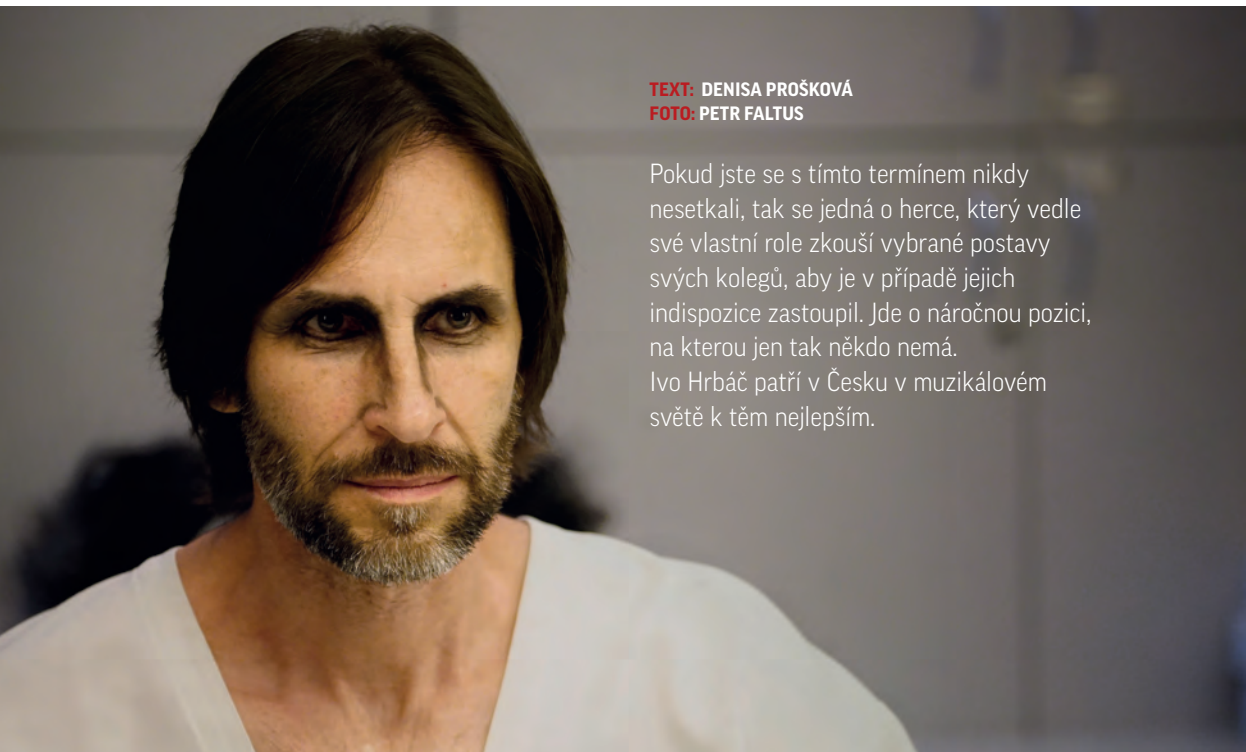 TEXT: DENISA PROŠKOVÁ
FOTO: PETR FALTUS
Pokud jste se s tímto termínem nikdy
nesetkali, tak se jedná o herce, který vedle
své vlastní role zkouší vybrané postavy
svých kolegů, aby je v případě jejich
indispozice zastoupil. Jde o náročnou pozici,
na kterou jen tak někdo nemá.
Ivo Hrbáč patří v Česku v muzikálovém
světě k těm nejlepším.